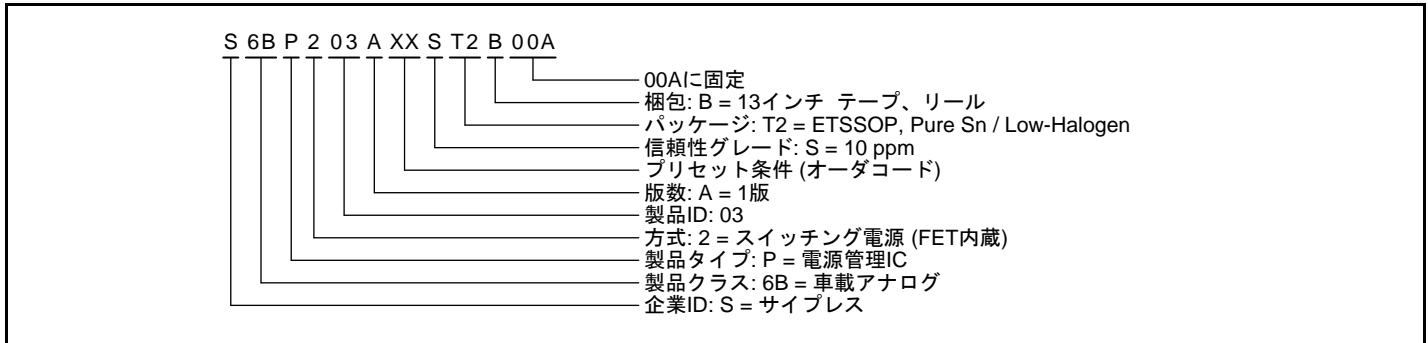 S 6B P 2 03 A XX S T2 B 00A
00Aに固定
梱包: B = 13インチ テープ、リール
パッケージ: T2 = ETSSOP, Pure Sn / Low-Halogen
信頼性グレード: S = 10 ppm
プリセット条件 (オーダコード)
版数: A = 1版
製品ID: 03
方式: 2 = スイッチング電源 (FET内蔵)
製品タイプ: P = 電源管理IC
製品クラス: 6B = 車載アナログ
企業ID: S = サイプレス